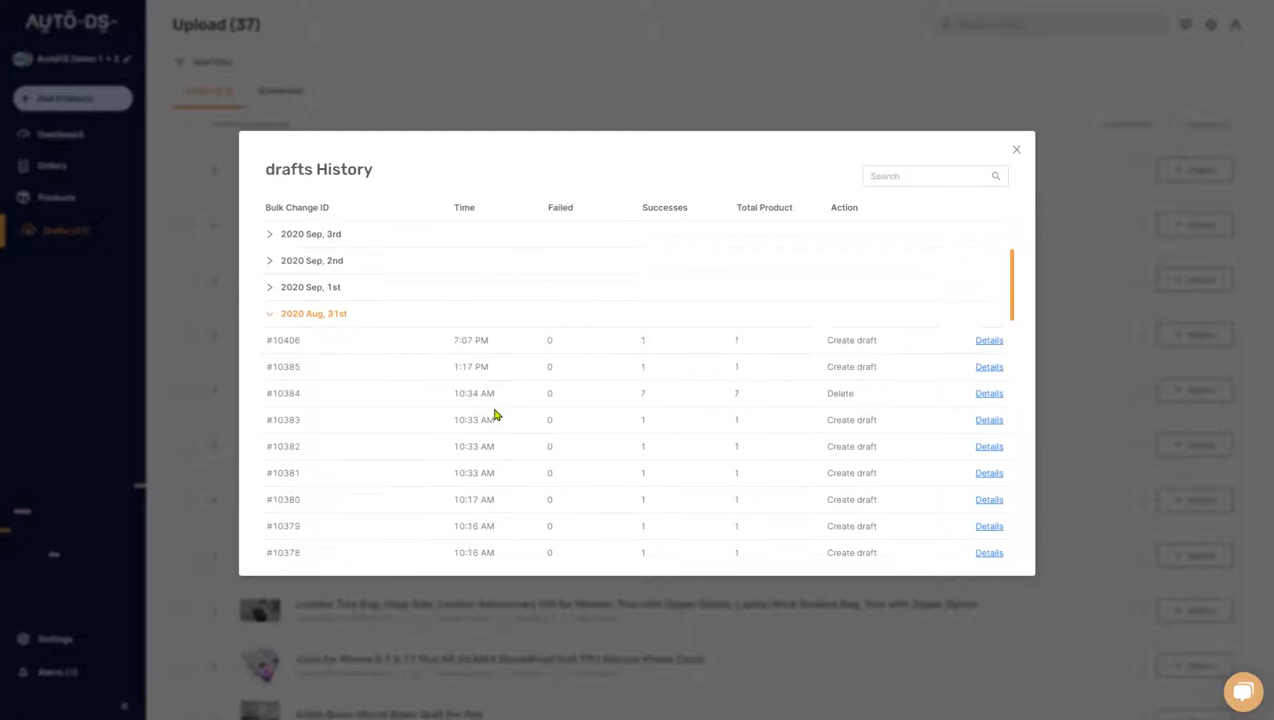 AUTO-DS-
Upload (37)
AutoDS Demo 1
Dashboard
Orders
Products
drafts History
Search
Bulk Change ID Time Failed Successes Total Product Action
2020 Sep, 3rd
2020 Sep, 2nd
2020 Sep, 1st
2020 Aug, 31st
#10406 7:07 PM 0 1 1 Create draft Details
#10385 1:17 PM 0 1 1 Create draft Details
#10384 10:34 AM 0 7 7 Delete Details
#10383 10:33 AM 0 1 1 Create draft Details
#10382 10:33 AM 0 1 1 Create draft Details
#10381 10:33 AM 0 1 1 Create draft Details
#10380 10:17 AM 0 1 1 Create draft Details
#10379 10:16 AM 0 1 1 Create draft Details
#10378 10:16 AM 0 1 1 Create draft Details
Settings